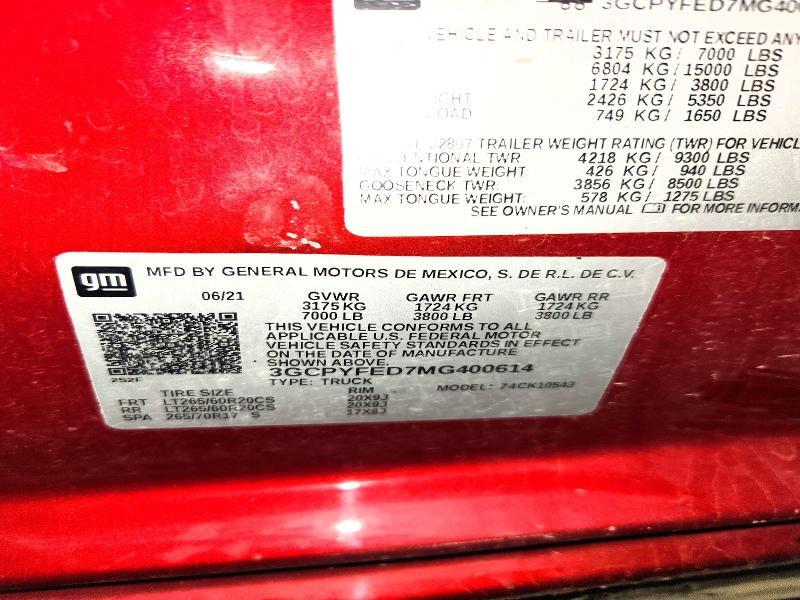 3GCPYFED7MG400
VEHICLE AND TRAILER MUST NOT EXCEED ANY
3175 KG / 7000 LBS
6804 KG / 15000 LBS
1724 KG / 3800 LBS
2426 KG / 5350 LBS
749 KG / 1650 LBS
TRAILER WEIGHT RATING (TWR) FOR VEHICL
TWR 4218 KG / 9300 LBS
MAX TONGUE WEIGHT: 426 KG / 940 LBS
GOOSENECK TWR: 3856 KG / 8500 LBS
MAX TONGUE WEIGHT: 578 KG / 1275 LBS
SEE OWNER'S MANUAL FOR MORE INFORM
gm MFD BY GENERAL MOTORS DE MEXICO, S. DE R.L. DE C.V.
06/21 GVWR GAWR FRT GAWR RR
3175 KG 1724 KG 1724 KG
7000 LB 3800 LB 3800 LB
THIS VEHICLE CONFORMS TO ALL
APPLICABLE U.S. FEDERAL MOTOR
VEHICLE SAFETY STANDARDS IN EFFECT
ON THE DATE OF MANUFACTURE
SHOWN ABOVE.
3GCPYFED7MG400614
252F TYPE: TRUCK MODEL: 74CK10543
TIRE SIZE RIM
FRT LT265/60R20CS 20X9J
RR LT265/60R20CS 20X9J
SPA 265/70R17 S 17X8J